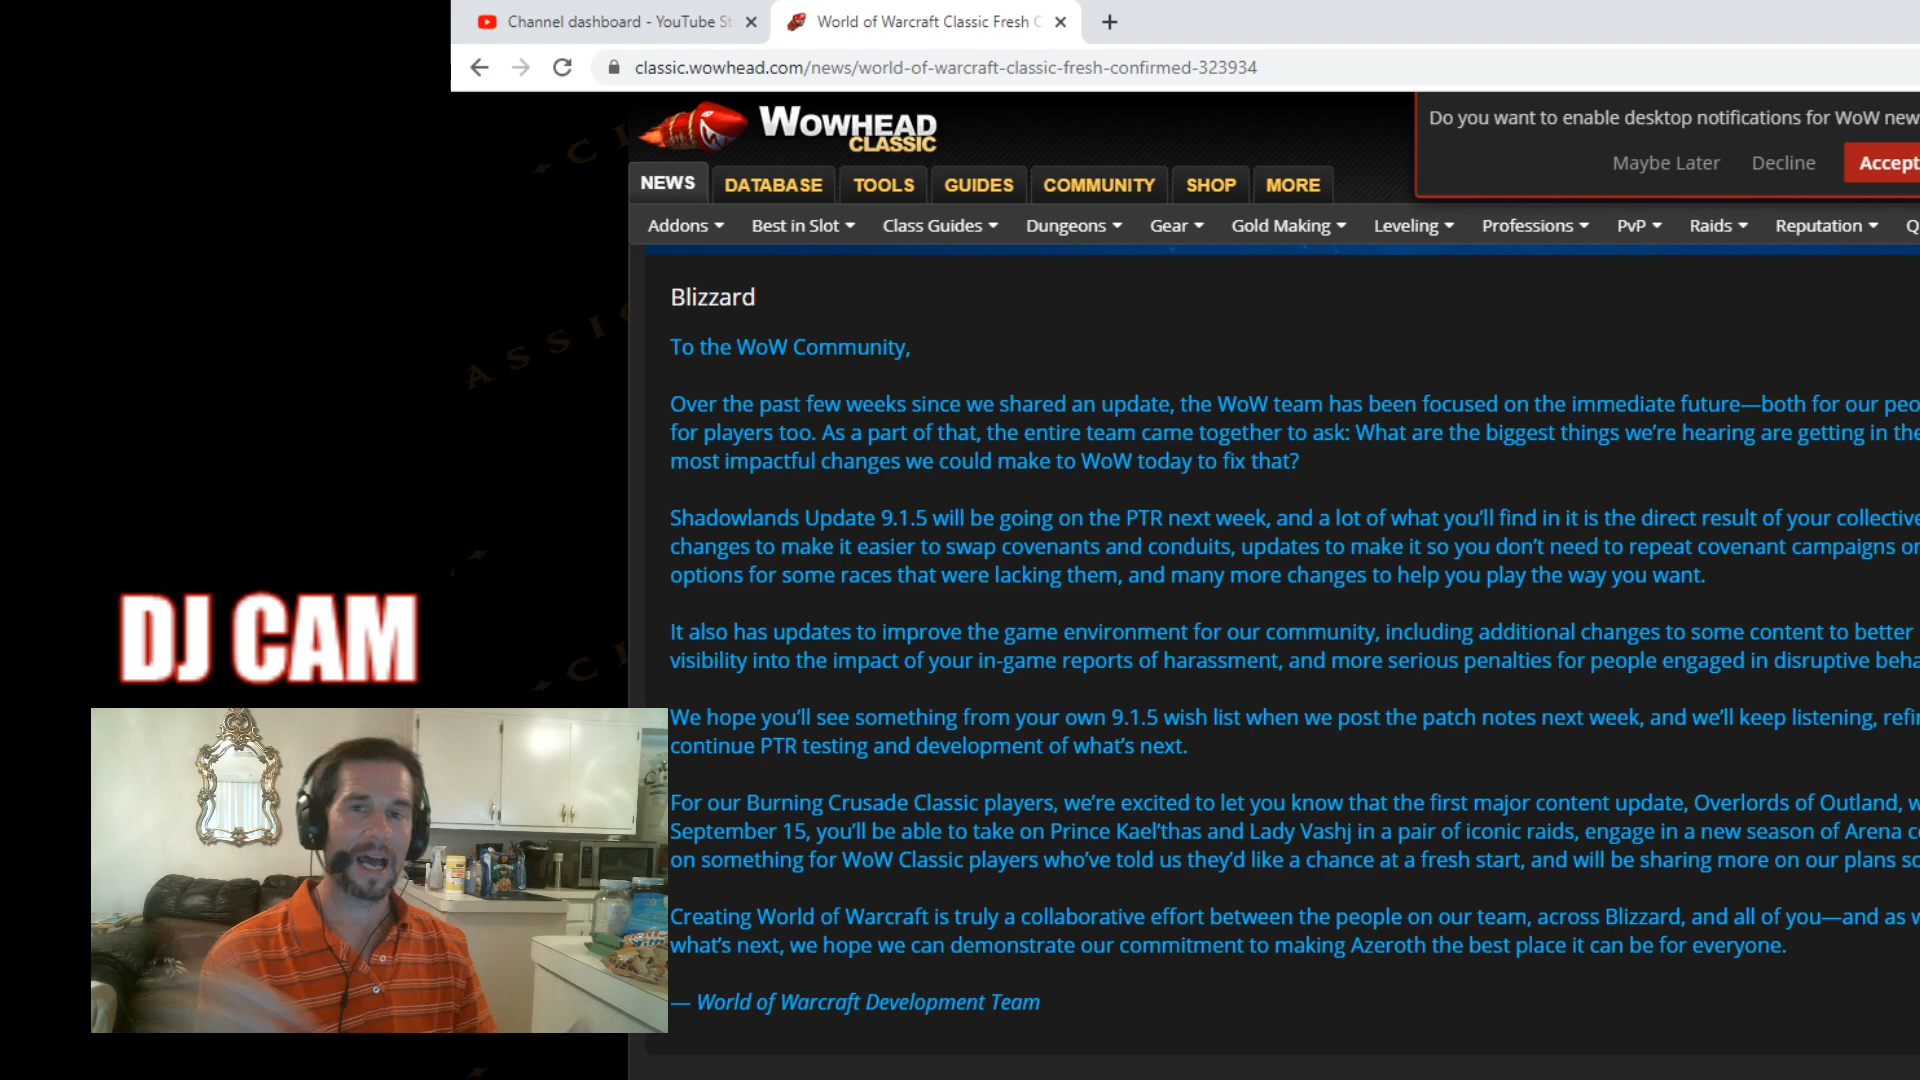 Channel dashboard - YouTube St
World of Warcraft Classic Fresh C
classic.wowhead.com/news/world-of-warcraft-classic-fresh-confirmed-323934
WOWHEAD
CLASSIC
Do you want to enable desktop notifications for WoW new
Maybe Later Decline Accept
NEWS DATABASE TOOLS GUIDES COMMUNITY SHOP MORE
Addons Best in Slot Class Guides Dungeons Gear Gold Making Leveling Professions PvP Raids Reputation Q
Blizzard
To the WoW Community,
Over the past few weeks since we shared an update, the WoW team has been focused on the immediate future—both for our peo
for players too. As a part of that, the entire team came together to ask: What are the biggest things we're hearing are getting in the
most impactful changes we could make to WoW today to fix that?
Shadowlands Update 9.1.5 will be going on the PTR next week, and a lot of what you'll find in it is the direct result of your collective
changes to make it easier to swap covenants and conduits, updates to make it so you don't need to repeat covenant campaigns on
options for some races that were lacking them, and many more changes to help you play the way you want.
It also has updates to improve the game environment for our community, including additional changes to some content to better
visibility into the impact of your in-game reports of harassment, and more serious penalties for people engaged in disruptive beha
We hope you'll see something from your own 9.1.5 wish list when we post the patch notes next week, and we'll keep listening, refi
continue PTR testing and development of what's next.
For our Burning Crusade Classic players, we're excited to let you know that the first major content update, Overlords of Outland, w
September 15, you'll be able to take on Prince Kael'thas and Lady Vashj in a pair of iconic raids, engage in a new season of Arena c
on something for WoW Classic players who've told us they'd like a chance at a fresh start, and will be sharing more on our plans so
Creating World of Warcraft is truly a collaborative effort between the people on our team, across Blizzard, and all of you—and as w
what's next, we hope we can demonstrate our commitment to making Azeroth the best place it can be for everyone.
— World of Warcraft Development Team
DJ CAM